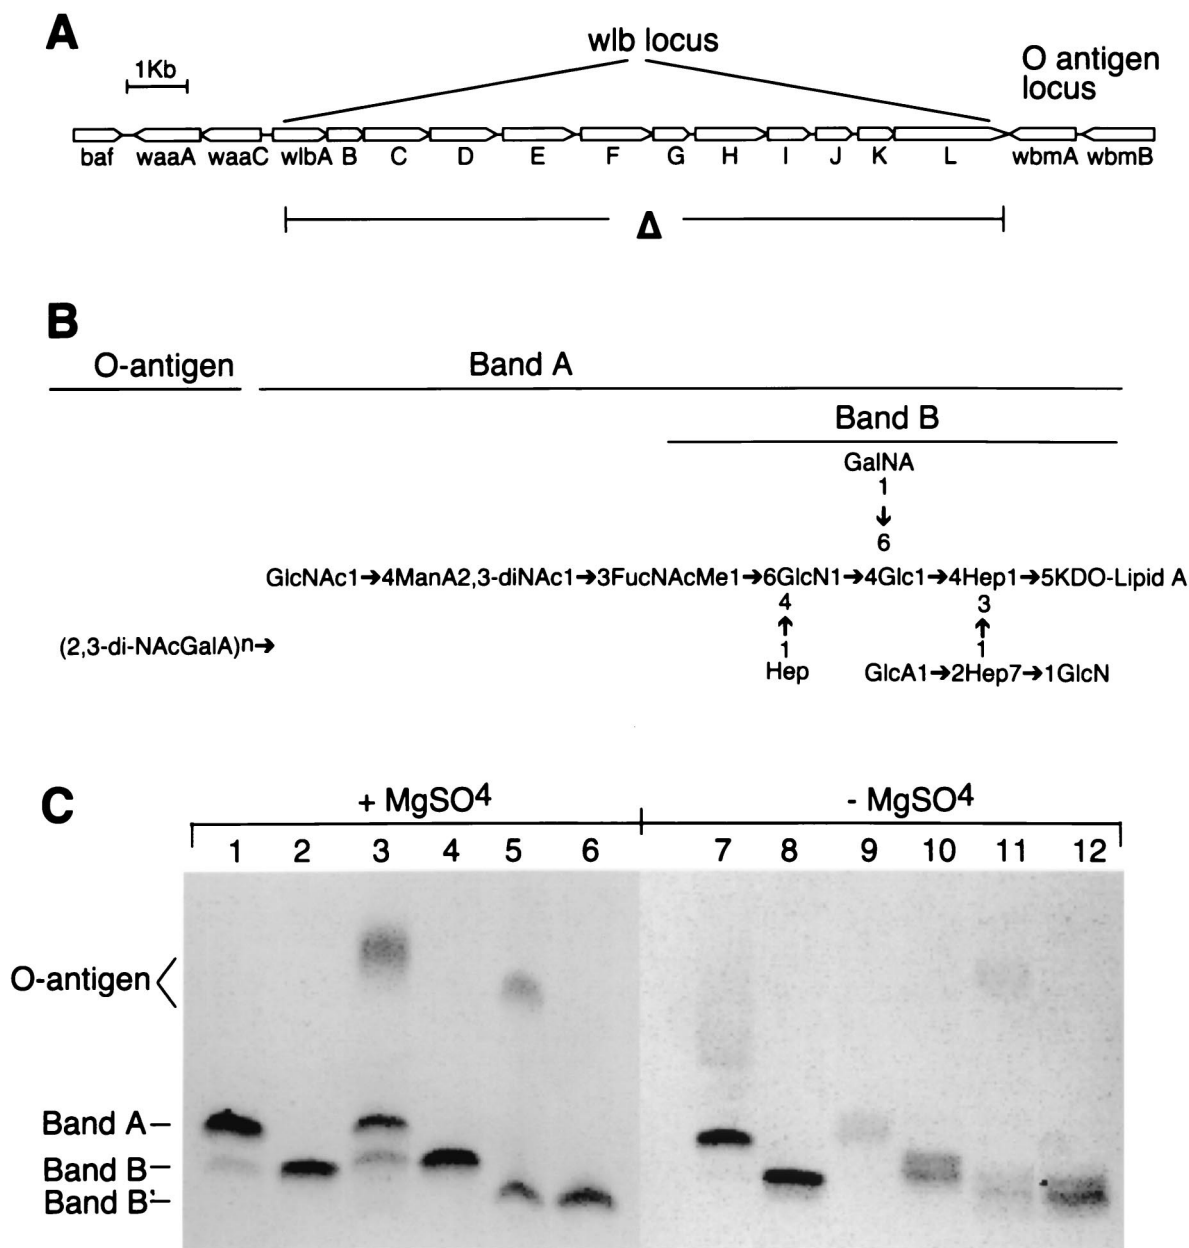 A
wlb locus
1Kb
O antigen
locus
baf waaA waaC wlbA B C D E F G H I J K L wbmA wbmB
Δ
B
O-antigen Band A
Band B
GalNA
1
↓
6
GlcNAc1→4ManA2,3-diNAc1→3FucNAcMe1→6GlcN1→4Glc1→4Hep1→5KDO-Lipid A
4 3
↑ ↑
(2,3-di-NAcGalA)n→ 1 1
Hep GlcA1→2Hep7→1GlcN
C
+ MgSO4 - MgSO4
1 2 3 4 5 6 7 8 9 10 11 12
O-antigen
Band A
Band B
Band B'